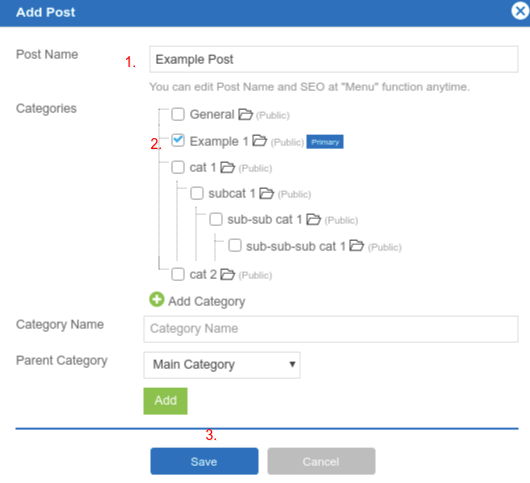 Add Post
Post Name
1.
Example Post
You can edit Post Name and SEO at "Menu" function anytime.
Categories
General (Public)
2.
Example 1 (Public) Primary
cat 1 (Public)
subcat 1 (Public)
sub-sub cat 1 (Public)
sub-sub-sub cat 1 (Public)
cat 2 (Public)
Add Category
Category Name
Category Name
Parent Category
Main Category
Add
3.
Save
Cancel